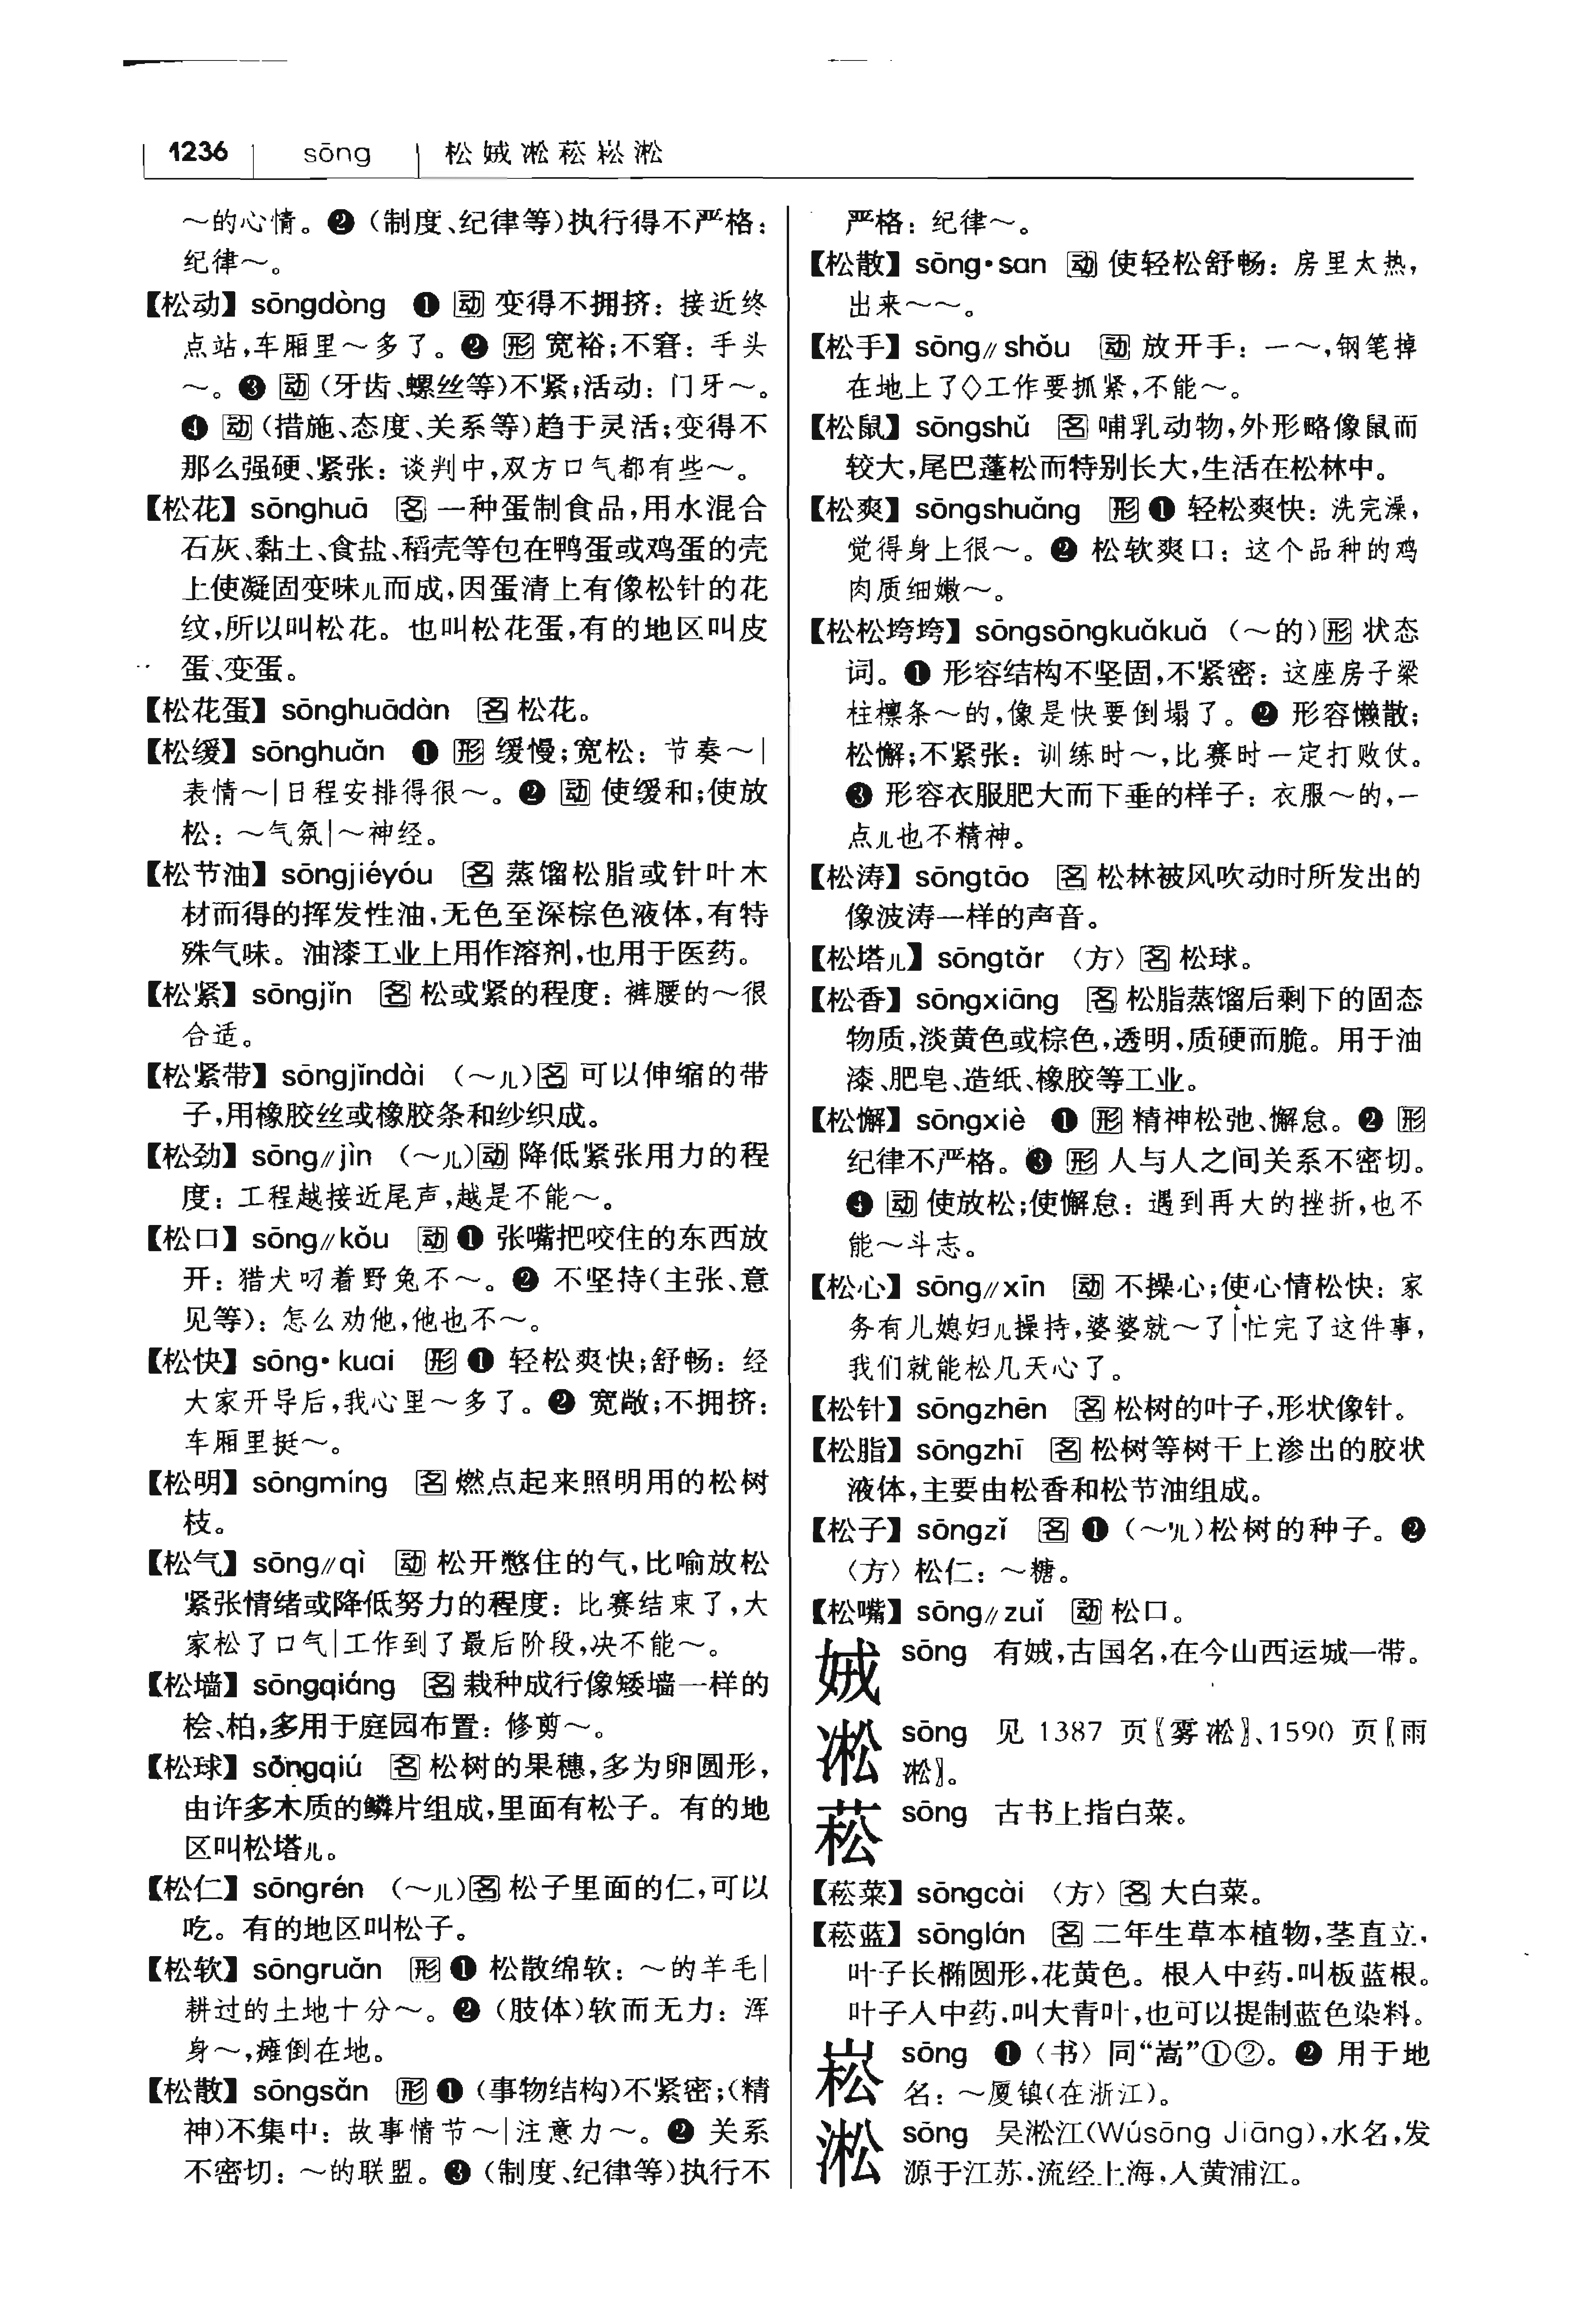 1236 sōng 松娀凇菘崧淞
～的心情。❷（制度、纪律等）执行得不严格：
纪律～。
【松动】sōngdòng ❶ 动 变得不拥挤：接近终
点站，车厢里～多了。❷ 形 宽裕；不窘：手头
～。❸ 动（牙齿、螺丝等）不紧；活动：门牙～。
❹ 动（措施、态度、关系等）趋于灵活；变得不
那么强硬、紧张：谈判中，双方口气都有些～。
【松花】sōnghuā 名 一种蛋制食品，用水混合
石灰、黏土、食盐、稻壳等包在鸭蛋或鸡蛋的壳
上使凝固变味儿而成，因蛋清上有像松针的花
纹，所以叫松花。也叫松花蛋，有的地区叫皮
蛋、变蛋。
【松花蛋】sōnghuādàn 名 松花。
【松缓】sōnghuǎn ❶ 形 缓慢；宽松：节奏～|
表情～|日程安排得很～。❷ 动 使缓和；使放
松：～气氛|～神经。
【松节油】sōngjiéyóu 名 蒸馏松脂或针叶木
材而得的挥发性油，无色至深棕色液体，有特
殊气味。油漆工业上用作溶剂，也用于医药。
【松紧】sōngjǐn 名 松或紧的程度：裤腰的～很
合适。
【松紧带】sōngjǐndài （～儿）名 可以伸缩的带
子，用橡胶丝或橡胶条和纱织成。
【松劲】sōng//jìn （～儿）动 降低紧张用力的程
度：工程越接近尾声，越是不能～。
【松口】sōng//kǒu 动 ❶ 张嘴把咬住的东西放
开：猎犬叼着野兔不～。❷ 不坚持（主张、意
见等）：怎么劝他，他也不～。
【松快】sōng·kuai 形 ❶ 轻松爽快；舒畅：经
大家开导后，我心里～多了。❷ 宽敞；不拥挤：
车厢里挺～。
【松明】sōngmíng 名 燃点起来照明用的松树
枝。
【松气】sōng//qì 动 松开憋住的气，比喻放松
紧张情绪或降低努力的程度：比赛结束了，大
家松了口气|工作到了最后阶段，决不能～。
【松墙】sōngqiáng 名 栽种成行像矮墙一样的
桧、柏，多用于庭园布置：修剪～。
【松球】sōngqiú 名 松树的果穗，多为卵圆形，
由许多木质的鳞片组成，里面有松子。有的地
区叫松塔儿。
【松仁】sōngrén （～儿）名 松子里面的仁，可以
吃。有的地区叫松子。
【松软】sōngruǎn 形 ❶ 松散绵软：～的羊毛|
耕过的土地十分～。❷（肢体）软而无力：浑
身～，瘫倒在地。
【松散】sōngsǎn 形 ❶（事物结构）不紧密；（精
神）不集中：故事情节～|注意力～。❷ 关系
不密切：～的联盟。❸（制度、纪律等）执行不
严格：纪律～。
【松散】sōng·san 动 使轻松舒畅：房里太热，
出来～～。
【松手】sōng//shǒu 动 放开手：一～，钢笔掉
在地上了◇工作要抓紧，不能～。
【松鼠】sōngshǔ 名 哺乳动物，外形略像鼠而
较大，尾巴蓬松而特别长大，生活在松林中。
【松爽】sōngshuǎng 形 ❶ 轻松爽快：洗完澡，
觉得身上很～。❷ 松软爽口：这个品种的鸡
肉质细嫩～。
【松松垮垮】sōngsōngkuǎkuǎ （～的）形 状态
词。❶ 形容结构不坚固，不紧密：这座房子梁
柱檩条～的，像是快要倒塌了。❷ 形容懒散；
松懈；不紧张：训练时～，比赛时一定打败仗。
❸ 形容衣服肥大而下垂的样子：衣服～的，一
点儿也不精神。
【松涛】sōngtāo 名 松林被风吹动时所发出的
像波涛一样的声音。
【松塔儿】sōngtǎr 〈方〉名 松球。
【松香】sōngxiāng 名 松脂蒸馏后剩下的固态
物质，淡黄色或棕色，透明，质硬而脆。用于油
漆、肥皂、造纸、橡胶等工业。
【松懈】sōngxiè ❶ 形 精神松弛、懈怠。❷ 形
纪律不严格。❸ 形 人与人之间关系不密切。
❹ 动 使放松；使懈怠：遇到再大的挫折，也不
能～斗志。
【松心】sōng//xīn 动 不操心；使心情松快：家
务有儿媳妇儿操持，婆婆就～了|忙完了这件事，
我们就能松几天心了。
【松针】sōngzhēn 名 松树的叶子，形状像针。
【松脂】sōngzhī 名 松树等树干上渗出的胶状
液体，主要由松香和松节油组成。
【松子】sōngzǐ 名 ❶（～儿）松树的种子。❷
〈方〉松仁：～糖。
【松嘴】sōng//zuǐ 动 松口。
娀 sōng 有娀，古国名，在今山西运城一带。
凇 sōng 见 1387 页〖雾凇〗、1590 页〖雨
凇〗。
菘 sōng 古书上指白菜。
【菘菜】sōngcài 〈方〉名 大白菜。
【菘蓝】sōnglán 名 二年生草本植物，茎直立，
叶子长椭圆形，花黄色。根入中药，叫板蓝根。
叶子入中药，叫大青叶，也可以提制蓝色染料。
崧 sōng ❶〈书〉同“嵩”①②。❷ 用于地
名：～厦镇（在浙江）。
淞 sōng 吴淞江（Wúsōng Jiāng），水名，发
源于江苏，流经上海，入黄浦江。